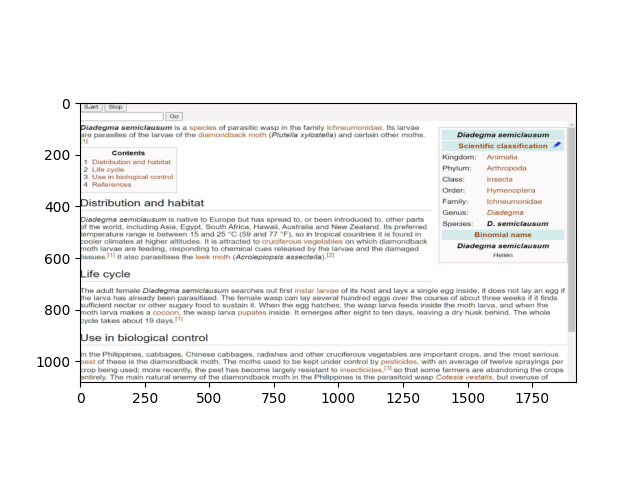 Start Stop
Go
Diadegma semiclausum is a species of parasitic wasp in the family Ichneumonidae. Its larvae
are parasites of the larvae of the diamondback moth (Plutella xylostella) and certain other moths.
[1]
Contents
1 Distribution and habitat
2 Life cycle
3 Use in biological control
4 References
Distribution and habitat
Diadegma semiclausum is native to Europe but has spread to, or been introduced to, other parts
of the world, including Asia, Egypt, South Africa, Hawaii, Australia and New Zealand. Its preferred
temperature range is between 15 and 25 °C (59 and 77 °F), so in tropical countries it is found in
cooler climates at higher altitudes. It is attracted to cruciferous vegetables on which diamondback
moth larvae are feeding, responding to chemical cues released by the larvae and the damaged
tissues.[1] It also parasitises the leek moth (Acrolepiopsis assectella).[2]
Diadegma semiclausum
Scientific classification
Kingdom: Animalia
Phylum: Arthropoda
Class: Insecta
Order: Hymenoptera
Family: Ichneumonidae
Genus: Diadegma
Species: D. semiclausum
Binomial name
Diadegma semiclausum
Hellén
Life cycle
The adult female Diadegma semiclausum searches out first instar larvae of its host and lays a single egg inside; it does not lay an egg if
the larva has already been parasitised. The female wasp can lay several hundred eggs over the course of about three weeks if it finds
sufficient nectar or other sugary food to sustain it. When the egg hatches, the wasp larva feeds inside the moth larva, and when the
moth larva makes a cocoon, the wasp larva pupates inside. It emerges after eight to ten days, leaving a dry husk behind. The whole
cycle takes about 19 days.[1]
Use in biological control
In the Philippines, cabbages, Chinese cabbages, radishes and other cruciferous vegetables are important crops, and the most serious
pest of these is the diamondback moth. The moths used to be kept under control by pesticides, with an average of twelve sprayings per
crop being used; more recently, the pest has become largely resistant to insecticides,[3] so that some farmers are abandoning the crops
entirely. The main natural enemy of the diamondback moth in the Philippines is the parasitoid wasp Cotesia vestalis, but overuse of
0
200
400
600
800
1000
0 250 500 750 1000 1250 1500 1750